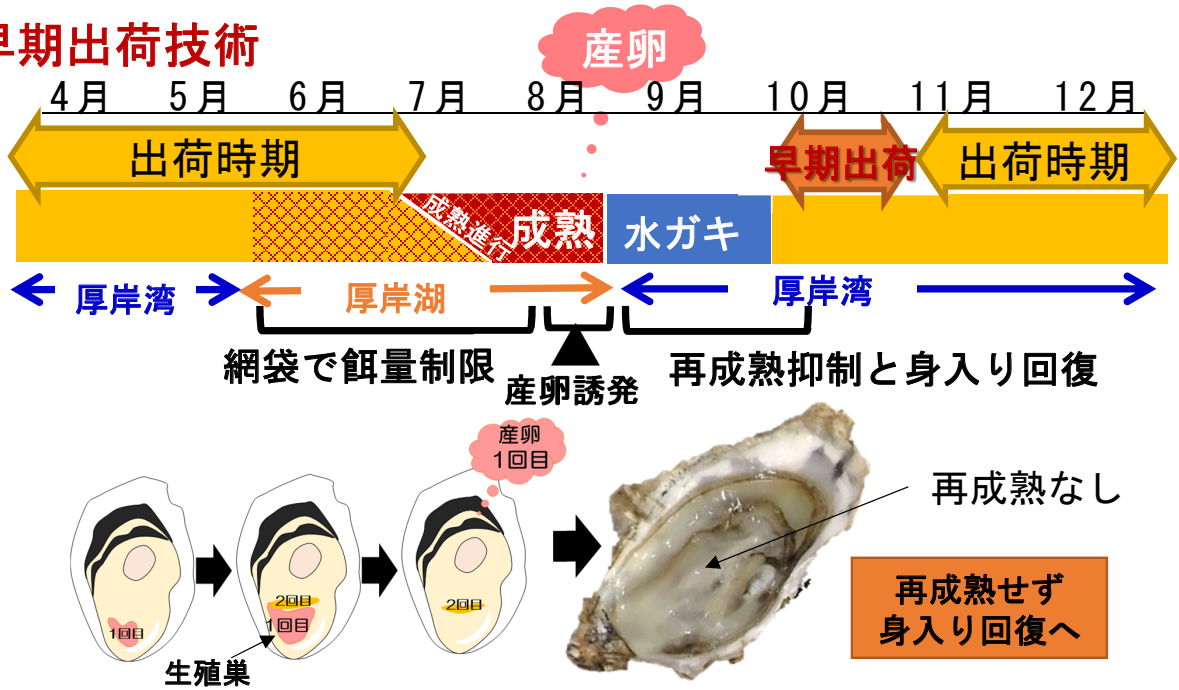 早期出荷技術
産卵
4月 5月 6月 7月 8月 9月 10月 11月 12月
出荷時期
早期出荷
出荷時期
成熟進行
成熟
水ガキ
厚岸湾
厚岸湖
厚岸湾
網袋で餌量制限
産卵誘発
再成熟抑制と身入り回復
産卵
1回目
再成熟なし
1回目
2回目
1回目
2回目
生殖巣
再成熟せず
身入り回復へ